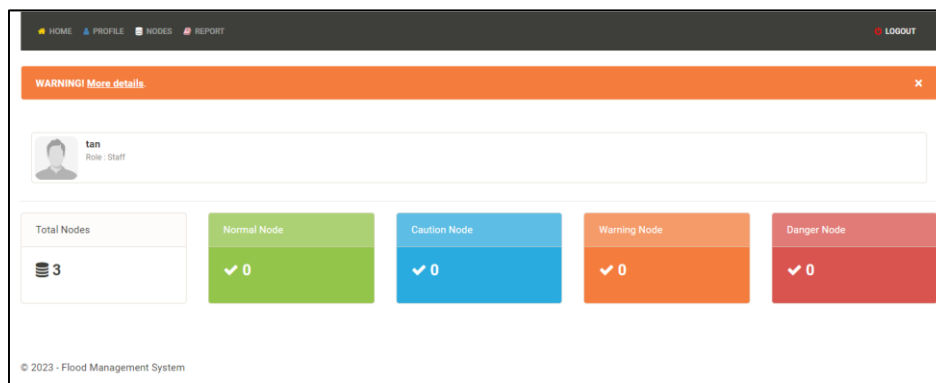 HOME PROFILE NODES REPORT LOGOUT
WARNING! More details. ×
tan
Role : Staff
Total Nodes Normal Node Caution Node Warning Node Danger Node
3 0 0 0 0
© 2023 - Flood Management System